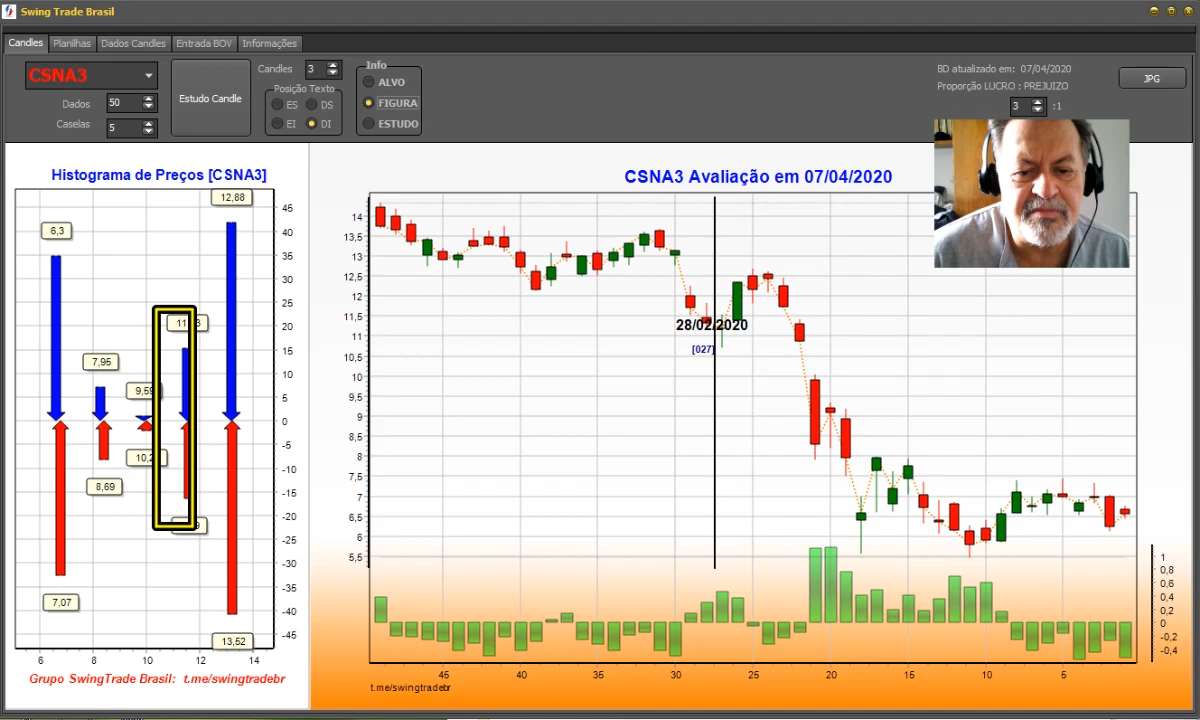 Swing Trade Brasil
Candles Planilhas Dados Candles Entrada BOV Informações
CSNA3
Dados 50
Caselas 5
Estudo Candle
Candles 3
Posição Texto
ES DS
EI DI
Info
ALVO
FIGURA
ESTUDO
BD atualizado em: 07/04/2020
Proporção LUCRO : PREJUIZO
3 :1
JPG
Histograma de Preços [CSNA3]
12,88
6,3
7,95
7,07
8,69
13,52
45
40
35
30
25
20
15
10
5
0
-5
-10
-15
-20
-25
-30
-35
-40
-45
6 8 10 12 14
Grupo SwingTrade Brasil: t.me/swingtradebr
CSNA3 Avaliação em 07/04/2020
14
13,5
13
12,5
12
11,5
11
10,5
10
9,5
9
8,5
8
7,5
7
6,5
6
5,5
28/02/2020
[027]
1
0,8
0,6
0,4
0,2
0
-0,2
-0,4
45 40 35 30 25 20 15 10 5
t.me/swingtradebr